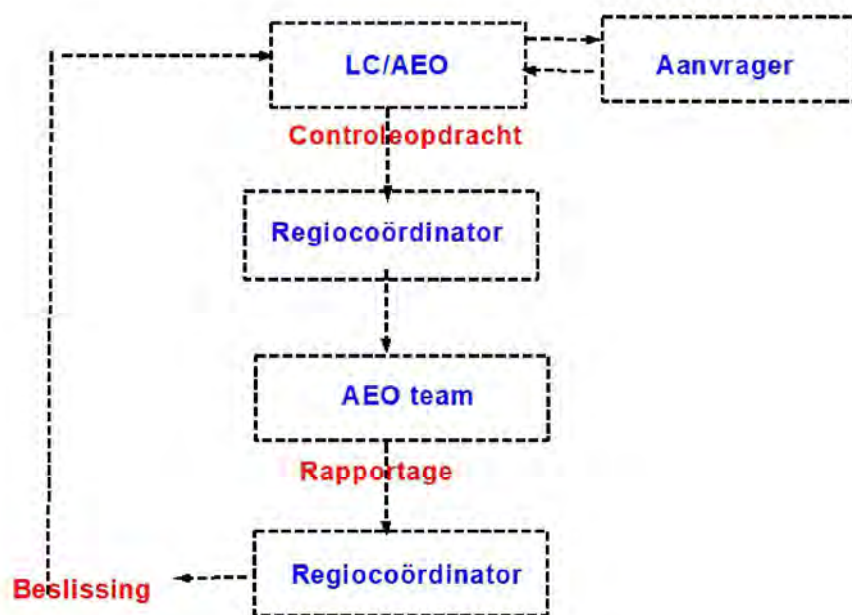 LC/AEO
Aanvrager
Controleopdracht
Regiocoördinator
AEO team
Rapportage
Regiocoördinator
Beslissing